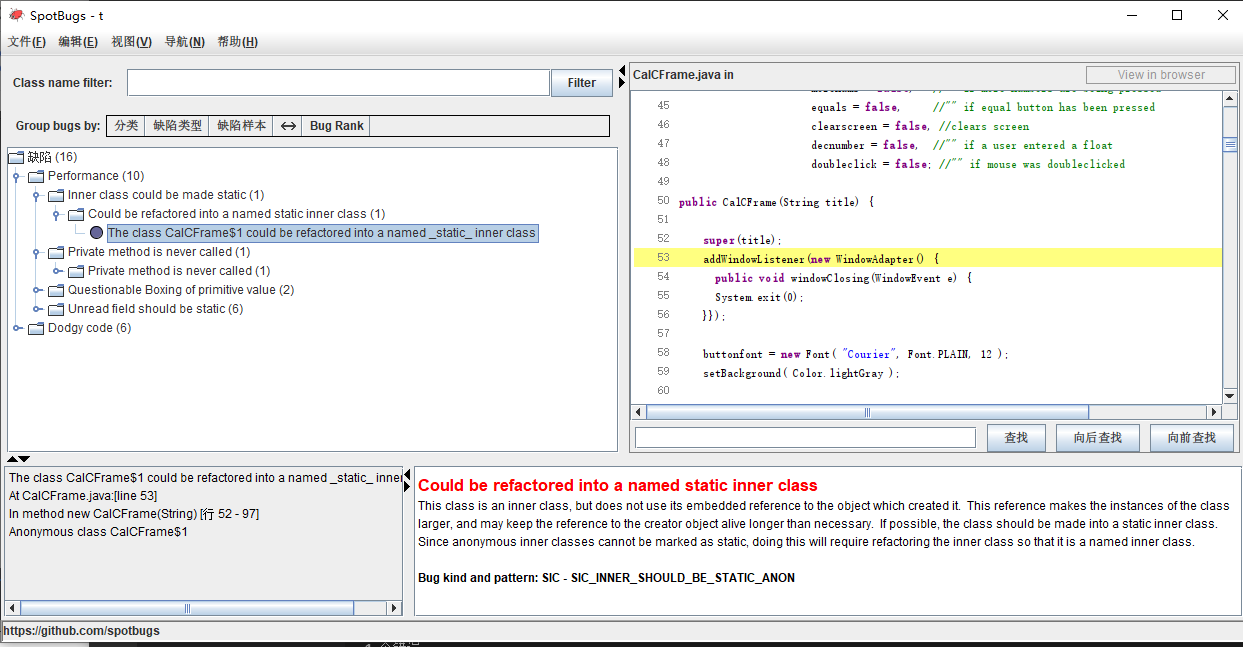 SpotBugs - t
文件(F) 编辑(E) 视图(V) 导航(N) 帮助(H)
Class name filter:
Filter
Group bugs by:
分类 缺陷类型 缺陷样本 Bug Rank
缺陷 (16)
Performance (10)
Inner class could be made static (1)
Could be refactored into a named static inner class (1)
The class CalCFrame$1 could be refactored into a named _static_ inner class
Private method is never called (1)
Private method is never called (1)
Questionable Boxing of primitive value (2)
Unread field should be static (6)
Dodgy code (6)
CalCFrame.java in
View in browser
45 equals = false, //"" if equal button has been pressed
46 clearscreen = false, //clears screen
47 decnumber = false, //"" if a user entered a float
48 doubleclick = false; //"" if mouse was doubleclicked
49
50 public CalCFrame(String title) {
51
52 super(title);
53 addWindowListener(new WindowAdapter() {
54 public void windowClosing(WindowEvent e) {
55 System.exit(0);
56 }});
57
58 buttonfont = new Font( "Courier", Font.PLAIN, 12 );
59 setBackground( Color.lightGray );
60
查找 向后查找 向前查找
The class CalCFrame$1 could be refactored into a named _static_ inne
At CalCFrame.java:[line 53]
In method new CalCFrame(String) [行 52 - 97]
Anonymous class CalCFrame$1
Could be refactored into a named static inner class
This class is an inner class, but does not use its embedded reference to the object which created it. This reference makes the instances of the class
larger, and may keep the reference to the creator object alive longer than necessary. If possible, the class should be made into a static inner class.
Since anonymous inner classes cannot be marked as static, doing this will require refactoring the inner class so that it is a named inner class.
Bug kind and pattern: SIC - SIC_INNER_SHOULD_BE_STATIC_ANON
https://github.com/spotbugs